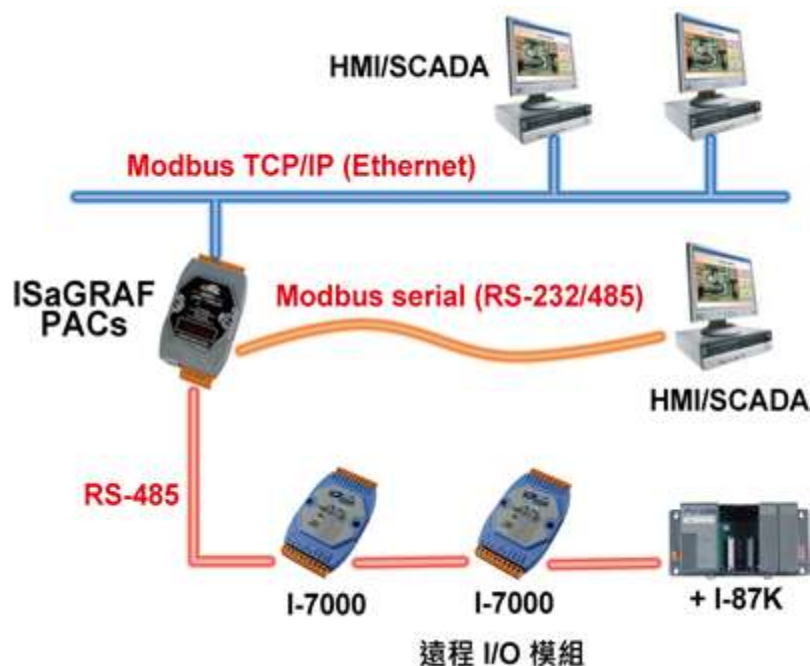 HMI/SCADA
Modbus TCP/IP (Ethernet)
ISaGRAF
PACs
Modbus serial (RS-232/485)
HMI/SCADA
RS-485
I-7000
I-7000
+ I-87K
遠程 I/O 模組